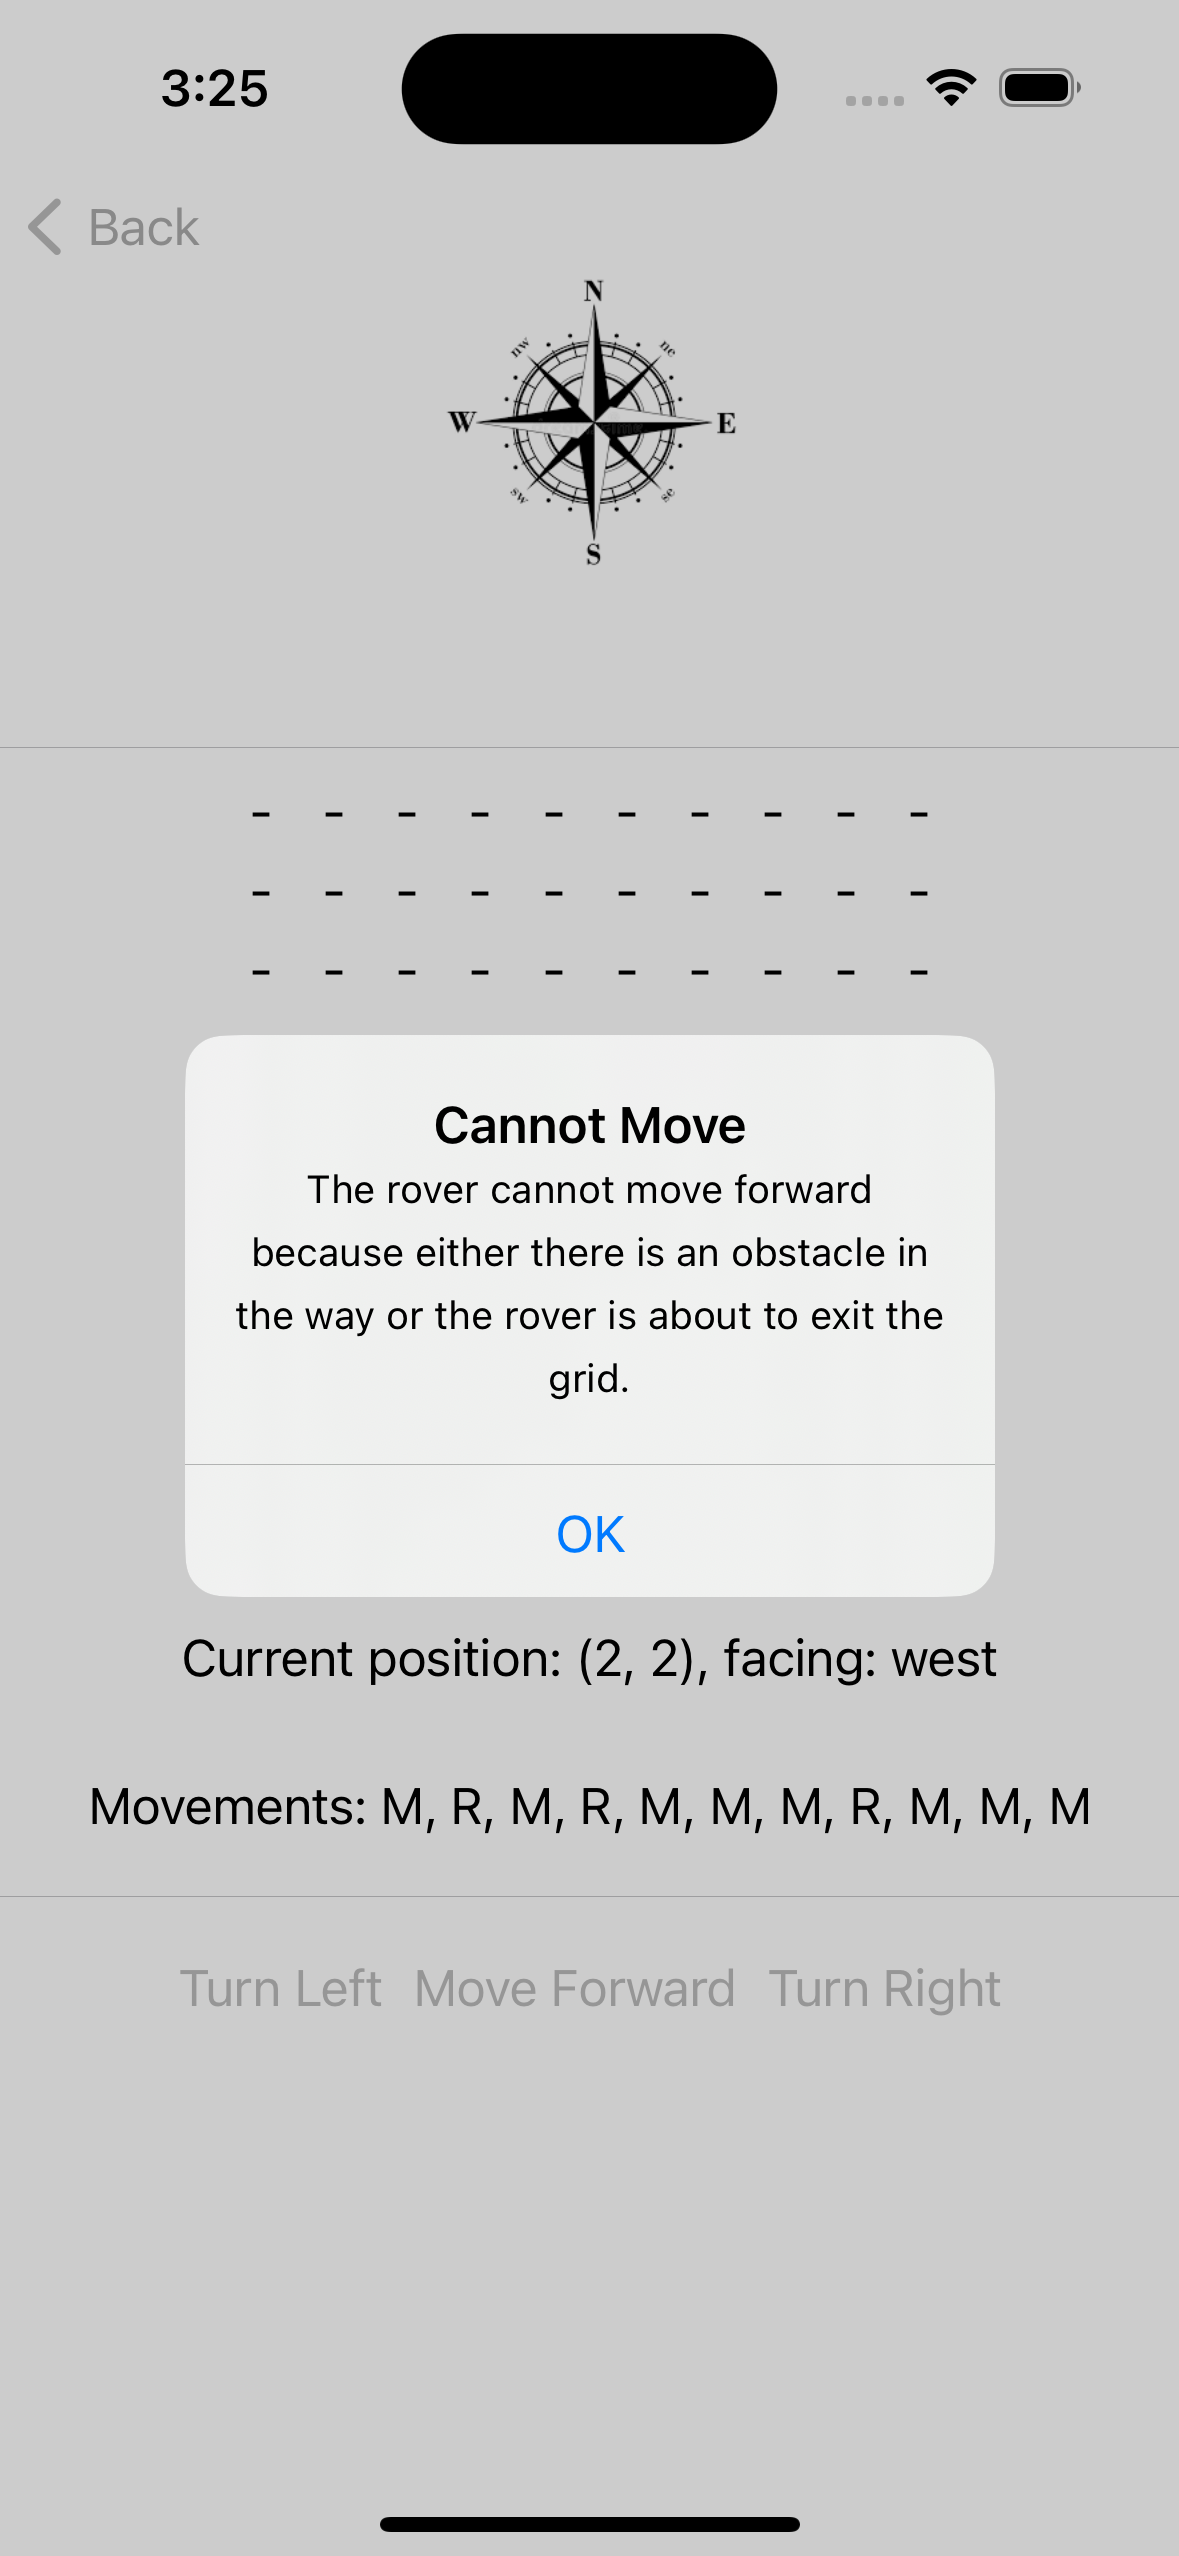 3:25
Back
N
nw ne
W E
sw se
S
- - - - - - - - - -
- - - - - - - - - -
- - - - - - - - - -
Cannot Move
The rover cannot move forward
because either there is an obstacle in
the way or the rover is about to exit the
grid.
OK
Current position: (2, 2), facing: west
Movements: M, R, M, R, M, M, M, R, M, M, M
Turn Left Move Forward Turn Right